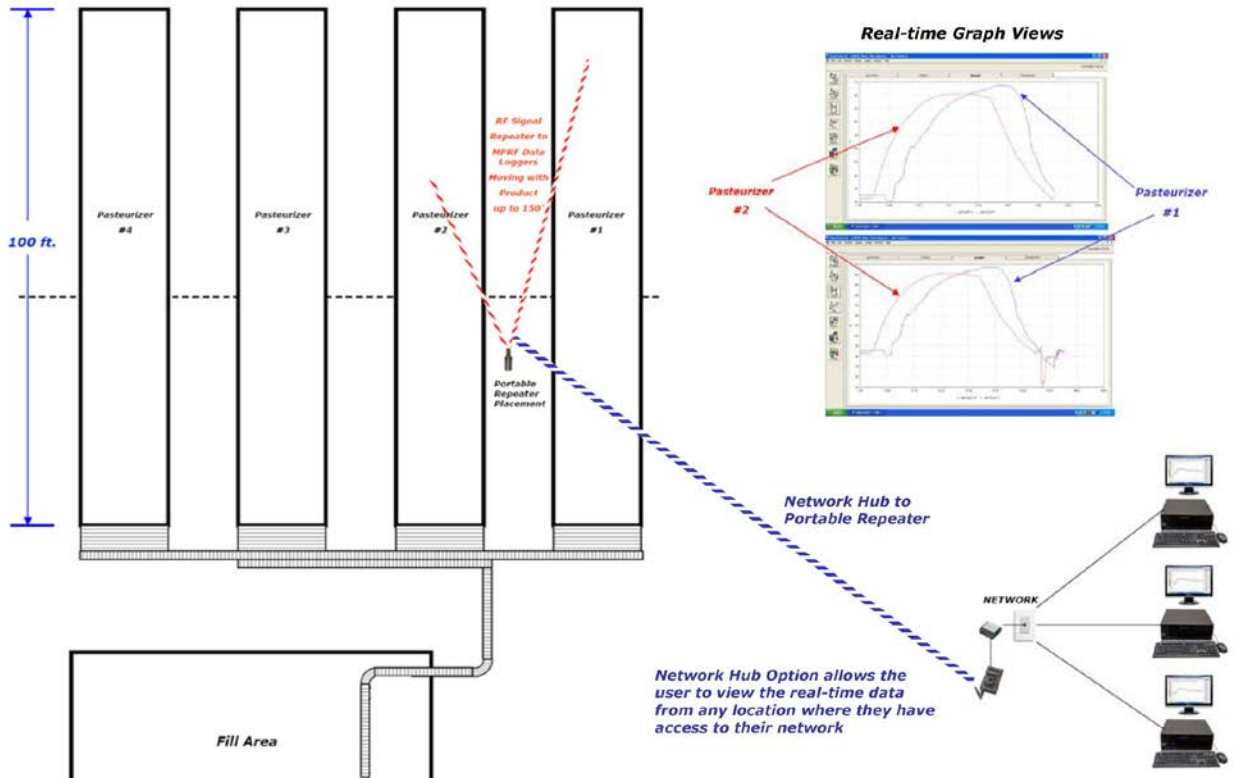 Real-time Graph Views
RF Signal
Repeater to
MPRF Data
Loggers
Moving with
Product
up to 150'
Pasteurizer
#4
Pasteurizer
#3
Pasteurizer
#2
Pasteurizer
#1
100 ft.
Pasteurizer
#2
Pasteurizer
#1
Portable
Repeater
Placement
Network Hub to
Portable Repeater
NETWORK
Network Hub Option allows the
user to view the real-time data
from any location where they have
access to their network
Fill Area